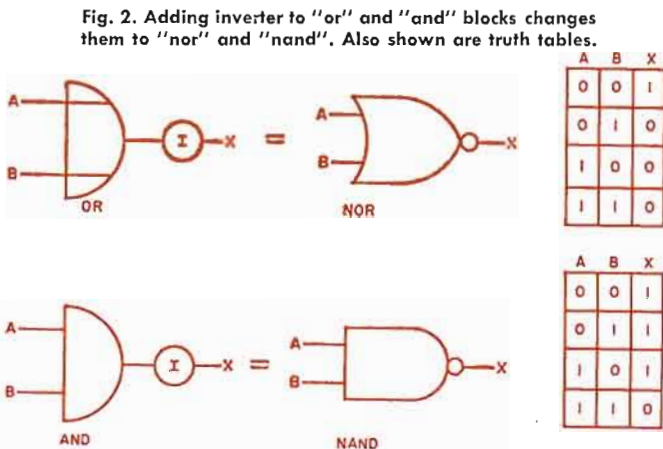 Fig. 2. Adding inverter to "or" and "and" blocks changes
them to "nor" and "nand". Also shown are truth tables.
A B X
0 0 1
0 1 0
1 0 0
1 1 0
A
B
I
X
=
A
B
X
OR
NOR
A B X
0 0 1
0 1 1
1 0 1
1 1 0
A
B
I
X
=
A
B
X
AND
NAND